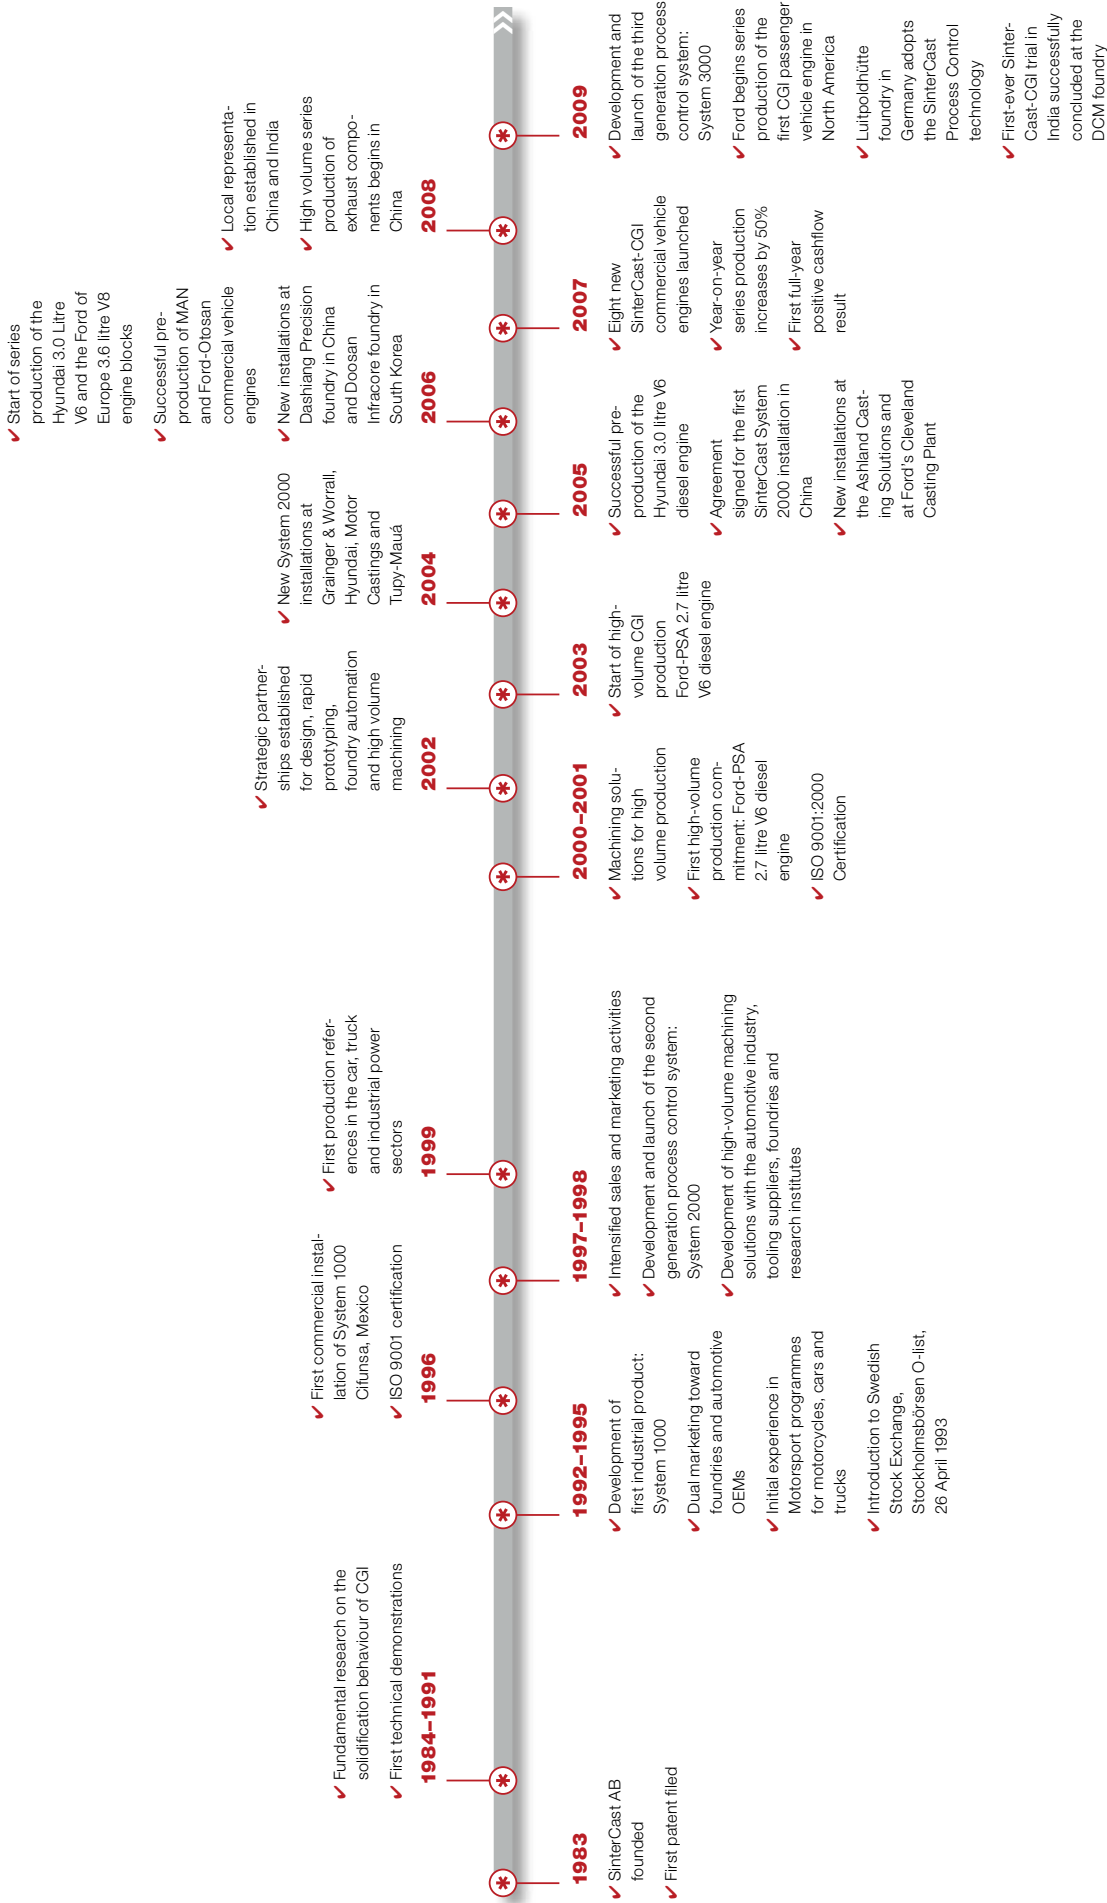 1983
✔ SinterCast AB
founded
✔ First patent filed
1984–1991
✔ Fundamental research on the
solidification behaviour of CGI
✔ First technical demonstrations
1992–1995
✔ Development of
first industrial product:
System 1000
✔ Dual marketing toward
foundries and automotive
OEMs
✔ Initial experience in
Motorsport programmes
for motorcycles, cars and
trucks
✔ Introduction to Swedish
Stock Exchange,
Stockholmsbörsen O-list,
26 April 1993
1996
✔ First commercial instal-
lation of System 1000
Cifunsa, Mexico
✔ ISO 9001 certification
1997–1998
✔ Intensified sales and marketing activities
✔ Development and launch of the second
generation process control system:
System 2000
✔ Development of high-volume machining
solutions with the automotive industry,
tooling suppliers, foundries and
research institutes
1999
✔ First production refer-
ences in the car, truck
and industrial power
sectors
2000–2001
✔ Machining solu-
tions for high
volume production
✔ First high-volume
production com-
mitment: Ford-PSA
2.7 litre V6 diesel
engine
✔ ISO 9001:2000
Certification
2002
✔ Strategic partner-
ships established
for design, rapid
prototyping,
foundry automation
and high volume
machining
2003
✔ Start of high-
volume CGI
production
Ford-PSA 2.7 litre
V6 diesel engine
2004
✔ New System 2000
installations at
Grainger & Worrall,
Hyundai, Motor
Castings and
Tupy-Mauá
2005
✔ Successful pre-
production of the
Hyundai 3.0 litre V6
diesel engine
✔ Agreement
signed for the first
SinterCast System
2000 installation in
China
✔ New installations at
the Ashland Cast-
ing Solutions and
at Ford's Cleveland
Casting Plant
2006
✔ Start of series
production of the
Hyundai 3.0 Litre
V6 and the Ford of
Europe 3.6 litre V8
engine blocks
✔ Successful pre-
production of MAN
and Ford-Otosan
commercial vehicle
engines
✔ New installations at
Dashiang Precision
foundry in China
and Doosan
Infracore foundry in
South Korea
2007
✔ Eight new
SinterCast-CGI
commercial vehicle
engines launched
✔ Year-on-year
series production
increases by 50%
✔ First full-year
positive cashflow
result
2008
✔ Local representa-
tion established in
China and India
✔ High volume series
production of
exhaust compo-
nents begins in
China
2009
✔ Development and
launch of the third
generation process
control system:
System 3000
✔ Ford begins series
production of the
first CGI passenger
vehicle engine in
North America
✔ Luitpoldhütte
foundry in
Germany adopts
the SinterCast
Process Control
technology
✔ First-ever Sinter-
Cast-CGI trial in
India successfully
concluded at the
DCM foundry